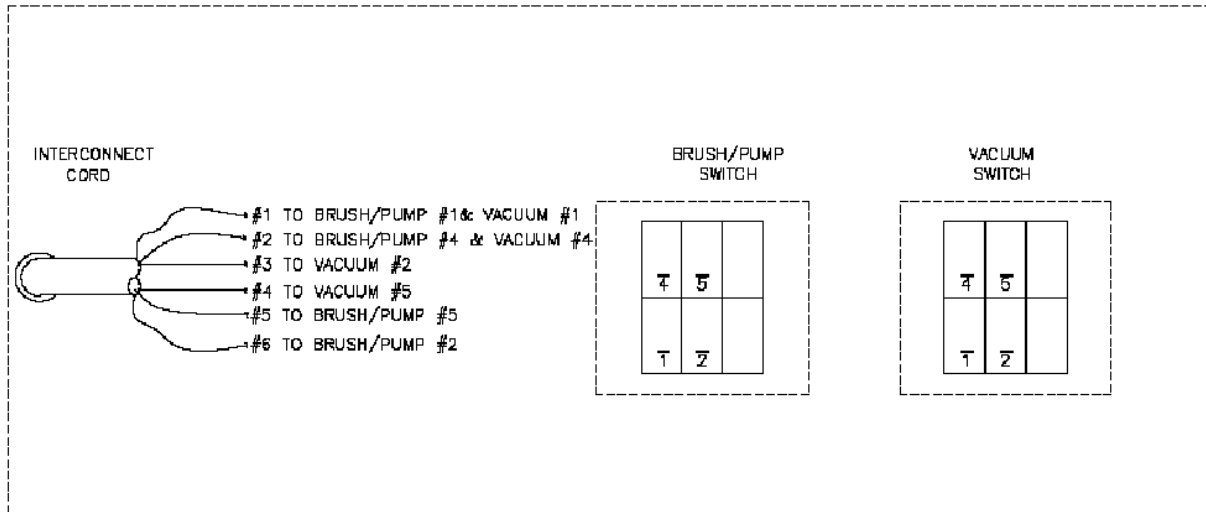 INTERCONNECT
CORD
BRUSH/PUMP
SWITCH
VACUUM
SWITCH
#1 TO BRUSH/PUMP #1& VACUUM #1
#2 TO BRUSH/PUMP #4 & VACUUM #4
#3 TO VACUUM #2
#4 TO VACUUM #5
#5 TO BRUSH/PUMP #5
#6 TO BRUSH/PUMP #2
4 5
1 2
4 5
1 2